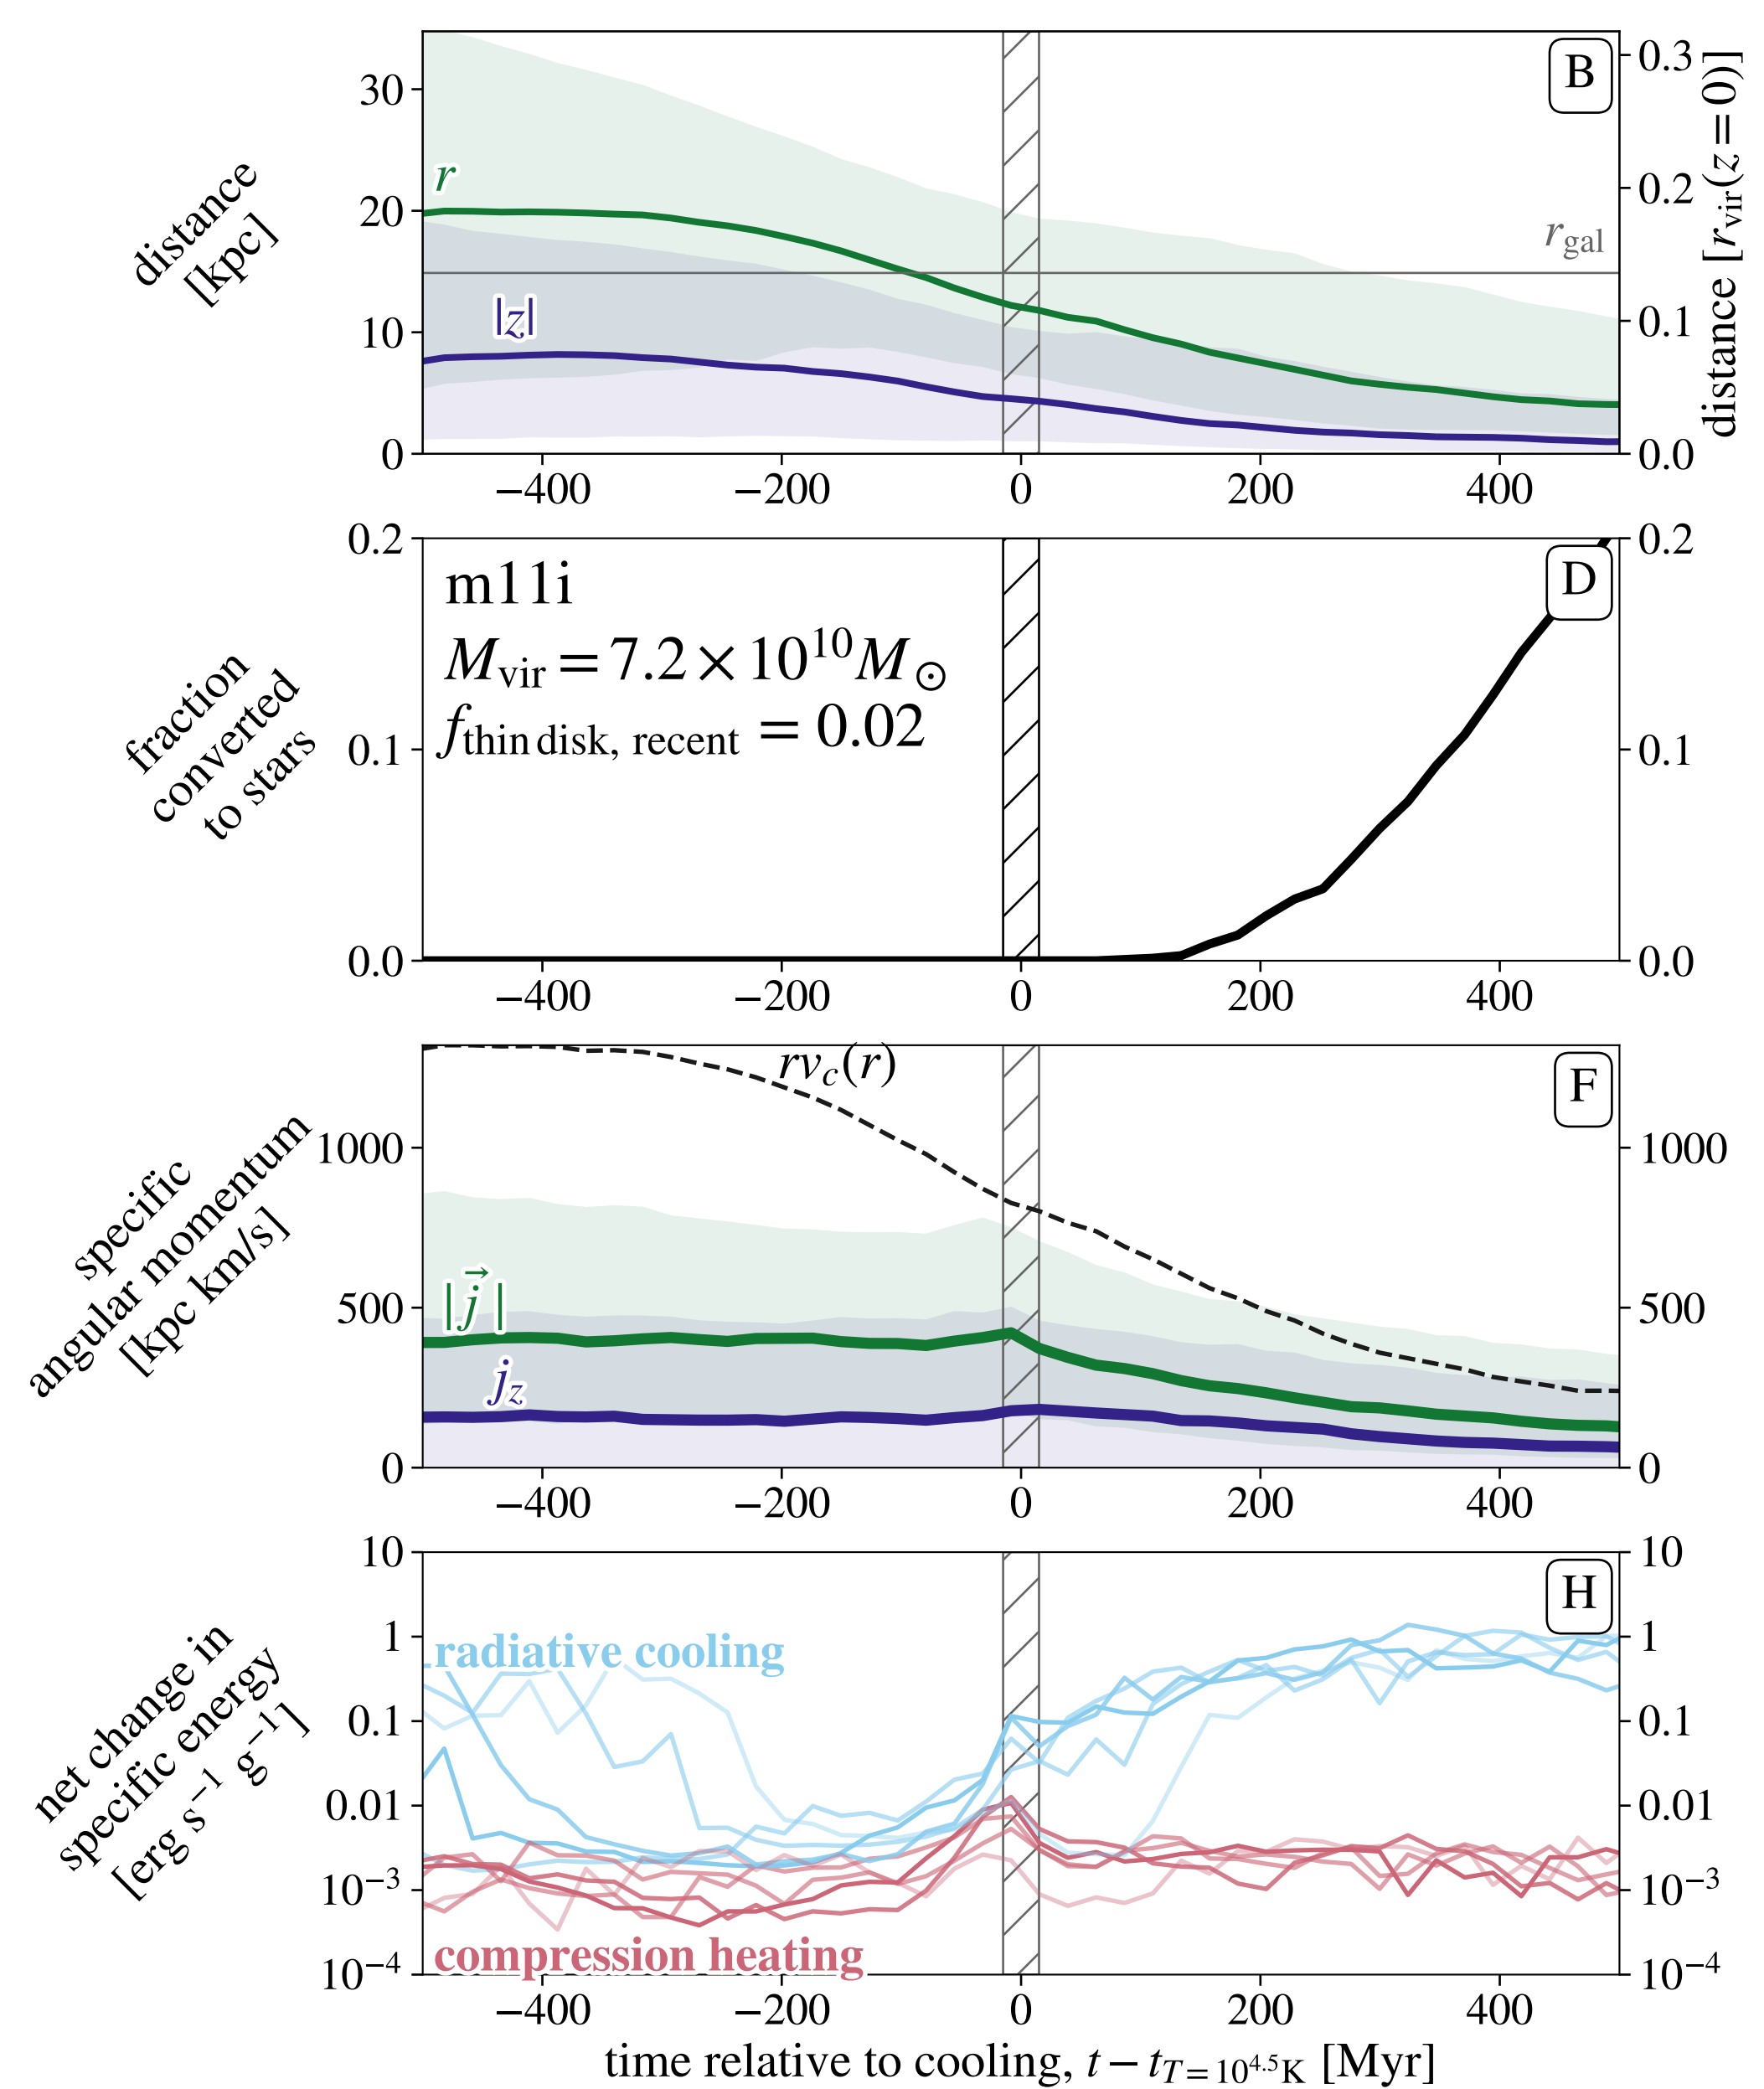 B
distance
[kpc]
30
20
10
0
r
|z|
r_gal
0.3
0.2
0.1
0.0
distance [r_vir(z=0)]
−400 −200 0 200 400
D
fraction
converted
to stars
0.2
0.1
0.0
m11i
M_vir = 7.2 × 10^10 M_⊙
f_thin disk, recent = 0.02
0.2
0.1
0.0
−400 −200 0 200 400
F
specific
angular momentum
[kpc km/s]
1000
500
0
rv_c(r)
|j⃗|
j_z
1000
500
0
−400 −200 0 200 400
H
net change in
specific energy
[erg s^−1 g^−1]
10
1
0.1
0.01
10^−3
10^−4
radiative cooling
compression heating
10
1
0.1
0.01
10^−3
10^−4
−400 −200 0 200 400
time relative to cooling, t − t_T=10^4.5K [Myr]